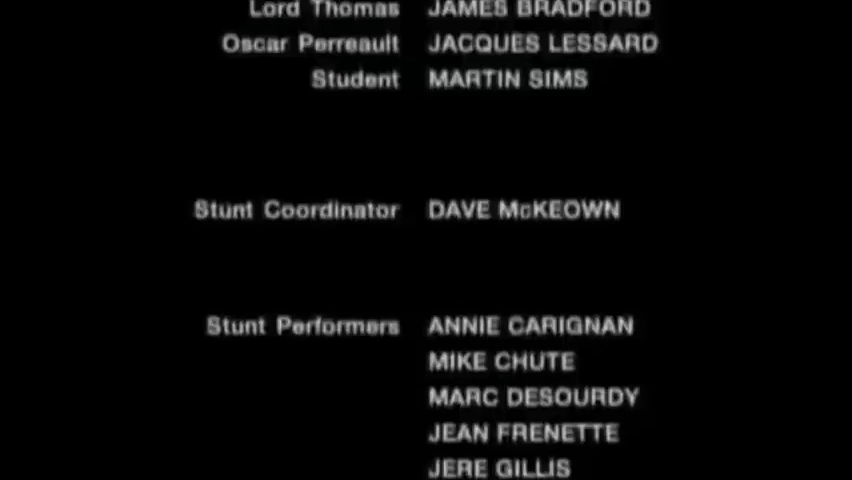 Lord Thomas JAMES BRADFORD
Oscar Perreault JACQUES LESSARD
Student MARTIN SIMS
Stunt Coordinator DAVE McKEOWN
Stunt Performers ANNIE CARIGNAN
MIKE CHUTE
MARC DESOURDY
JEAN FRENETTE
JERE GILLIS